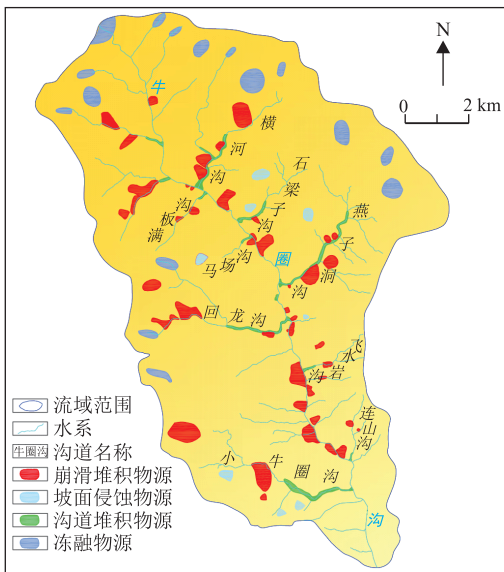 N
0 2 km
牛
横
河
沟
石
梁
子
沟
燕
子
洞
沟
满
板
沟
马场沟
圈
回龙沟
飞
水
岩
沟
连
山
沟
小牛圈沟
沟
流域范围
水系
牛圈沟 沟道名称
崩滑堆积物源
坡面侵蚀物源
沟道堆积物源
冻融物源